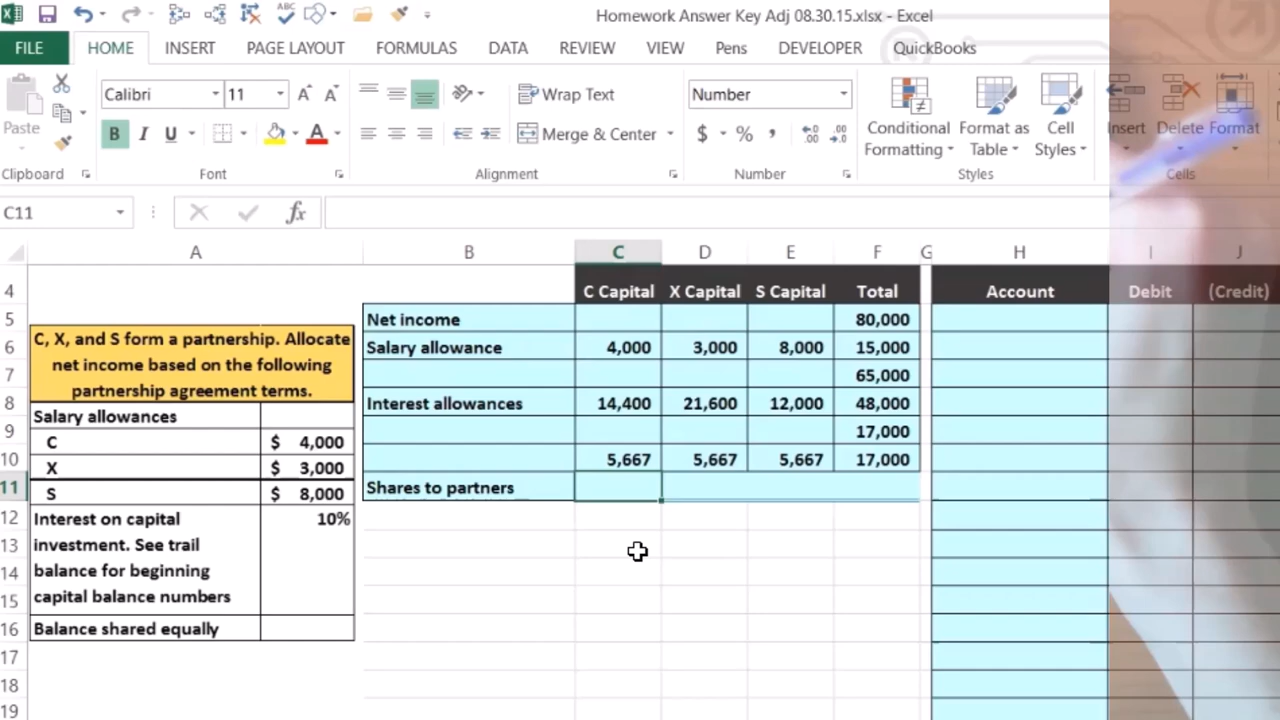 Homework Answer Key Adj 08.30.15.xlsx - Excel
FILE HOME INSERT PAGE LAYOUT FORMULAS DATA REVIEW VIEW Pens DEVELOPER QuickBooks
Calibri 11 Wrap Text Number
Paste B I U Merge & Center $ % Conditional Formatting Format as Table Cell Styles Insert Delete Format
Clipboard Font Alignment Number Styles Cells
C11 fx
A B C D E F G H I J
4 C Capital X Capital S Capital Total Account Debit (Credit)
5 Net income 80,000
6 Salary allowance 4,000 3,000 8,000 15,000
7 65,000
8 Interest allowances 14,400 21,600 12,000 48,000
9 17,000
10 5,667 5,667 5,667 17,000
11 Shares to partners
C, X, and S form a partnership. Allocate
net income based on the following
partnership agreement terms.
Salary allowances
C $ 4,000
X $ 3,000
S $ 8,000
12 Interest on capital 10%
13 investment. See trail
14 balance for beginning
15 capital balance numbers
16 Balance shared equally
17
18
19